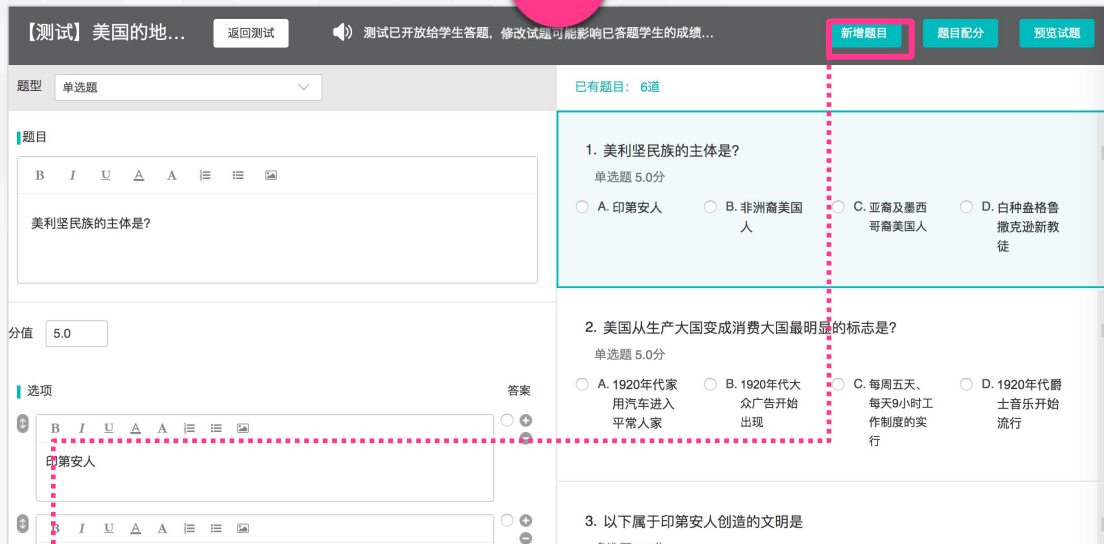 【测试】美国的地...
返回测试
测试已开放给学生答题，修改试题可能影响已答题学生的成绩...
新增题目
题目配分
预览试题
题型
单选题
题目
B I U A A
美利坚民族的主体是?
分值
5.0
选项
答案
B I U A A
印第安人
B I U A A
已有题目： 6道
1. 美利坚民族的主体是?
单选题 5.0分
A. 印第安人
B. 非洲裔美国
人
C. 亚裔及墨西
哥裔美国人
D. 白种盎格鲁
撒克逊新教
徒
2. 美国从生产大国变成消费大国最明显的标志是?
单选题 5.0分
A. 1920年代家
用汽车进入
平常人家
B. 1920年代大
众广告开始
出现
C. 每周五天、
每天9小时工
作制度的实
行
D. 1920年代爵
士音乐开始
流行
3. 以下属于印第安人创造的文明是